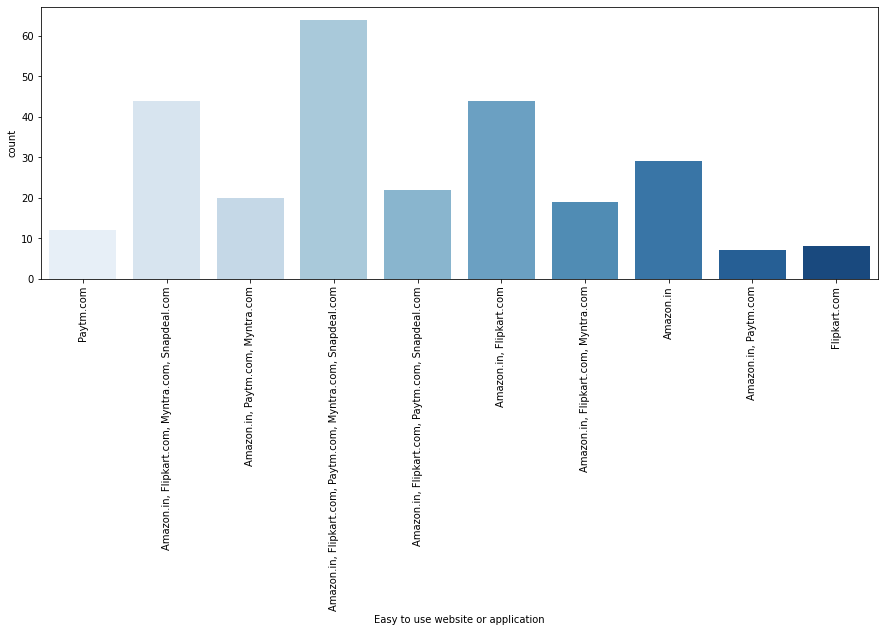 count
60
50
40
30
20
10
0
Paytm.com
Amazon.in, Flipkart.com, Myntra.com, Snapdeal.com
Amazon.in, Paytm.com, Myntra.com
Amazon.in, Flipkart.com, Paytm.com, Myntra.com, Snapdeal.com
Amazon.in, Flipkart.com, Paytm.com, Snapdeal.com
Amazon.in, Flipkart.com
Amazon.in, Flipkart.com, Myntra.com
Amazon.in
Amazon.in, Paytm.com
Flipkart.com
Easy to use website or application